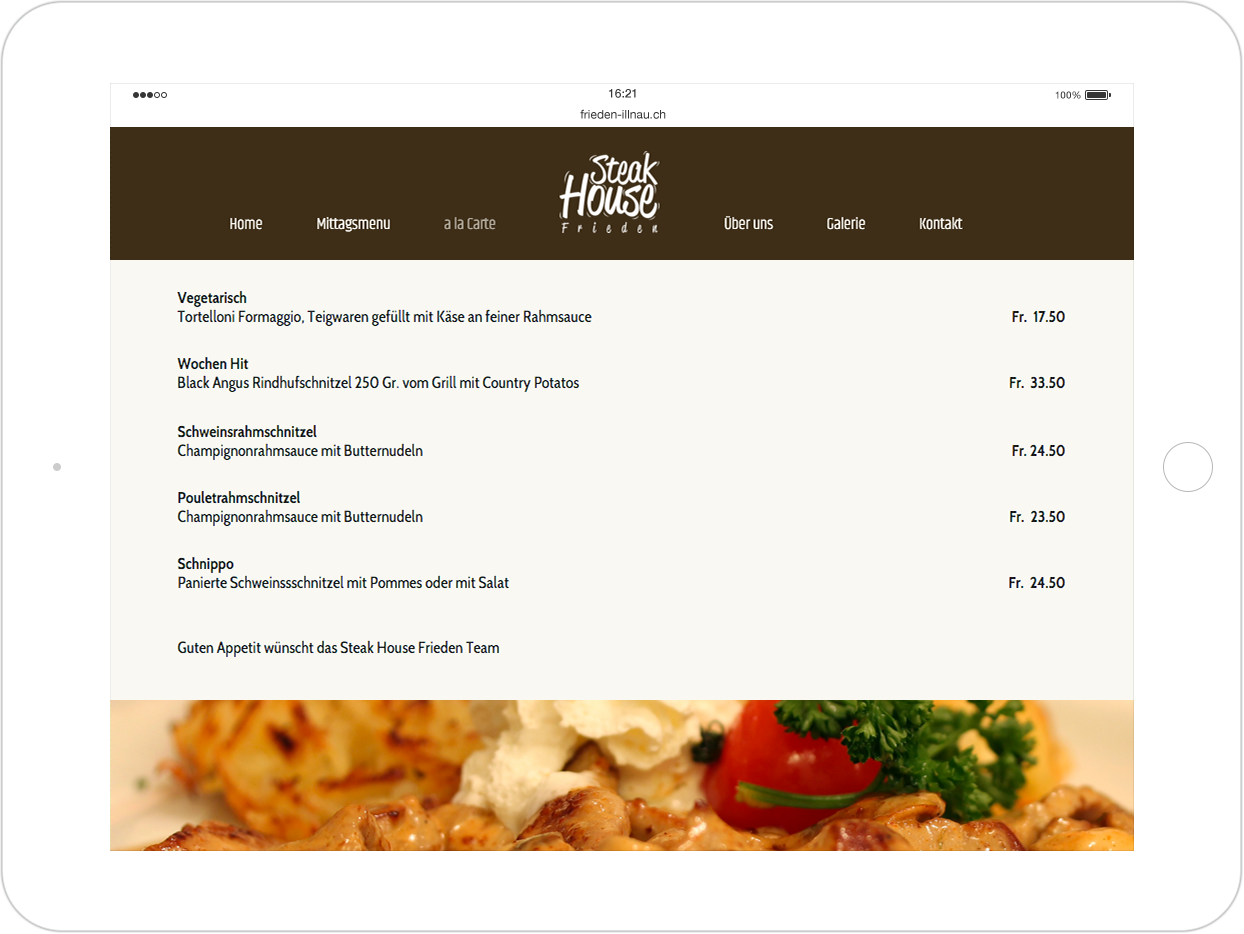 16:21
100%
frieden-illnau.ch
Steak
House
Frieden
Home Mittagsmenu a la Carte Über uns Galerie Kontakt
Vegetarisch
Tortelloni Formaggio, Teigwaren gefüllt mit Käse an feiner Rahmsauce Fr. 17.50
Wochen Hit
Black Angus Rindhufschnitzel 250 Gr. vom Grill mit Country Potatos Fr. 33.50
Schweinsrahmschnitzel
Champignonrahmsauce mit Butternudeln Fr. 24.50
Pouletrahmschnitzel
Champignonrahmsauce mit Butternudeln Fr. 23.50
Schnippo
Panierte Schweinssschnitzel mit Pommes oder mit Salat Fr. 24.50
Guten Appetit wünscht das Steak House Frieden Team